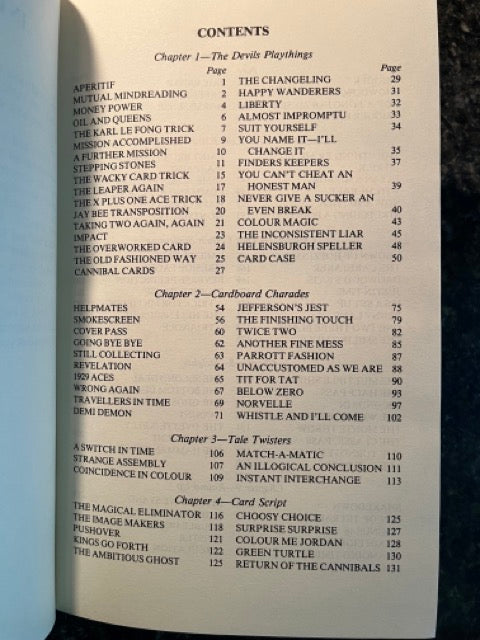 CONTENTS
Chapter 1—The Devils Playthings
Page
APERITIF 1
MUTUAL MINDREADING 2
MONEY POWER 4
OIL AND QUEENS 6
THE KARL LE FONG TRICK 7
MISSION ACCOMPLISHED 9
A FURTHER MISSION 10
STEPPING STONES 11
THE WACKY CARD TRICK 15
THE LEAPER AGAIN 17
THE X PLUS ONE ACE TRICK 18
JAY BEE TRANSPOSITION 20
TAKING TWO AGAIN, AGAIN 21
IMPACT 23
THE OVERWORKED CARD 24
THE OLD FASHIONED WAY 25
CANNIBAL CARDS 27
Page
THE CHANGELING 29
HAPPY WANDERERS 31
LIBERTY 32
ALMOST IMPROMPTU 33
SUIT YOURSELF 34
YOU NAME IT—I'LL
CHANGE IT 35
FINDERS KEEPERS 37
YOU CAN'T CHEAT AN
HONEST MAN 39
NEVER GIVE A SUCKER AN
EVEN BREAK 40
COLOUR MAGIC 43
THE INCONSISTENT LIAR 45
HELENSBURGH SPELLER 48
CARD CASE 50
Chapter 2—Cardboard Charades
HELPMATES 54
SMOKESCREEN 56
COVER PASS 60
GOING BYE BYE 62
STILL COLLECTING 63
REVELATION 64
1929 ACES 65
WRONG AGAIN 67
TRAVELLERS IN TIME 69
DEMI DEMON 71
JEFFERSON'S JEST 75
THE FINISHING TOUCH 79
TWICE TWO 82
ANOTHER FINE MESS 85
PARROTT FASHION 87
UNACCUSTOMED AS WE ARE 88
TIT FOR TAT 90
BELOW ZERO 93
NORVELLE 97
WHISTLE AND I'LL COME 102
Chapter 3—Tale Twisters
A SWITCH IN TIME 106
STRANGE ASSEMBLY 107
COINCIDENCE IN COLOUR 109
MATCH-A-MATIC 110
AN ILLOGICAL CONCLUSION 111
INSTANT INTERCHANGE 113
Chapter 4—Card Script
THE MAGICAL ELIMINATOR 116
THE IMAGE MAKERS 118
PUSHOVER 121
KINGS GO FORTH 122
THE AMBITIOUS GHOST 125
CHOOSY CHOICE 125
SURPRISE SURPRISE 127
COLOUR ME JORDAN 128
GREEN TURTLE 130
RETURN OF THE CANNIBALS 131